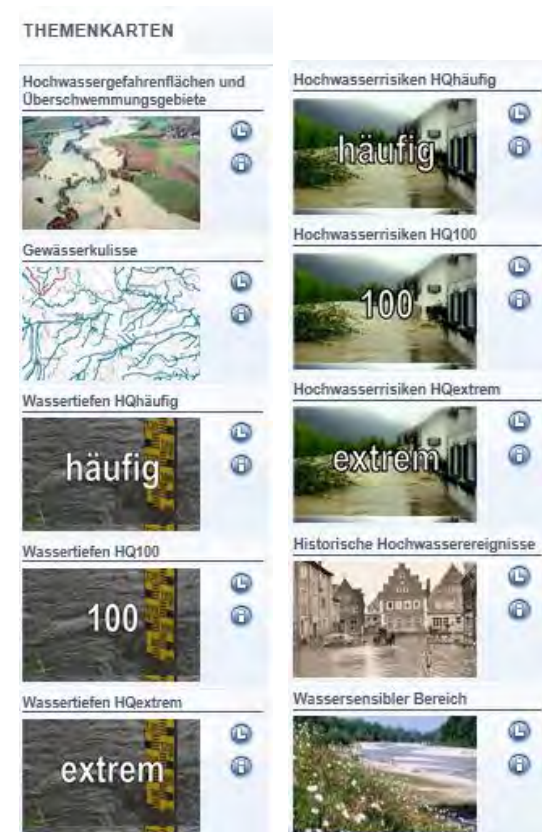 THEMENKARTEN
Hochwassergefahrenflächen und
Überschwemmungsgebiete
Gewässerkulisse
Wassertiefen HQhäufig
häufig
Wassertiefen HQ100
100
Wassertiefen HQextrem
extrem
Hochwasserrisiken HQhäufig
häufig
Hochwasserrisiken HQ100
100
Hochwasserrisiken HQextrem
extrem
Historische Hochwasserereignisse
Wassersensibler Bereich